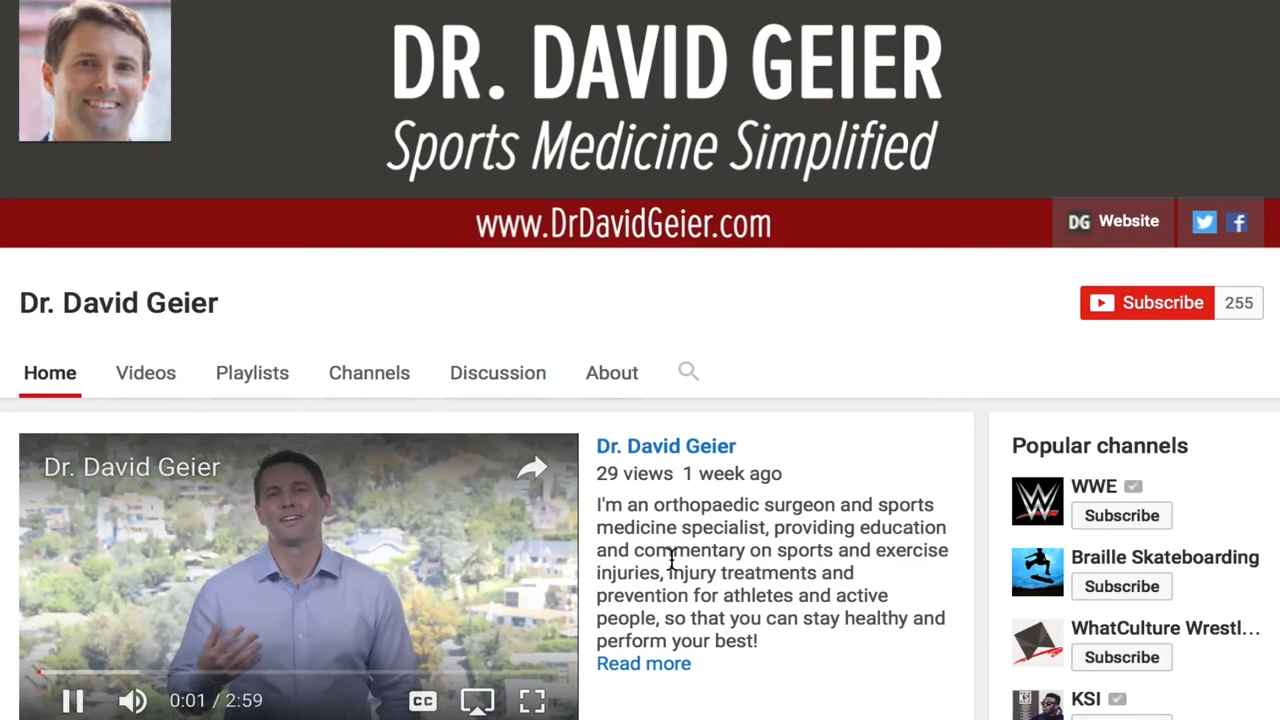 DR. DAVID GEIER
Sports Medicine Simplified
www.DrDavidGeier.com
DG Website
Dr. David Geier
Subscribe 255
Home Videos Playlists Channels Discussion About
Dr. David Geier
0:01 / 2:59
CC
Dr. David Geier
29 views 1 week ago
I'm an orthopaedic surgeon and sports
medicine specialist, providing education
and commentary on sports and exercise
injuries, injury treatments and
prevention for athletes and active
people, so that you can stay healthy and
perform your best!
Read more
Popular channels
WWE
Subscribe
Braille Skateboarding
Subscribe
WhatCulture Wrestl...
Subscribe
KSI